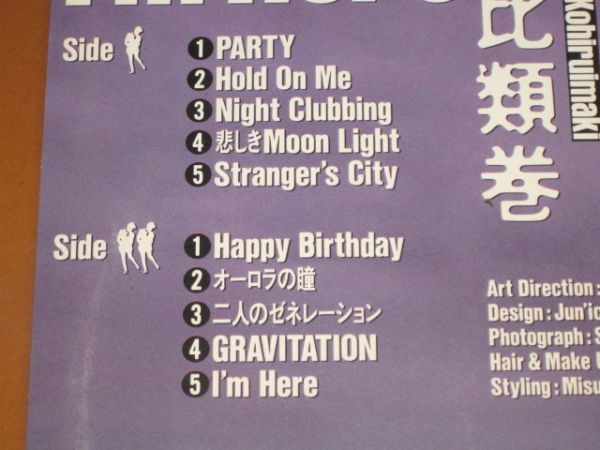 Side
1 PARTY
2 Hold On Me
3 Night Clubbing
4 悲しきMoon Light
5 Stranger's City
Side
1 Happy Birthday
2 オーロラの瞳
3 二人のゼネレーション
4 GRAVITATION
5 I'm Here
比類巻
Kohiruimaki
Art Direction:
Design: Jun'ic
Photograph: S
Hair & Make U
Styling: Misu